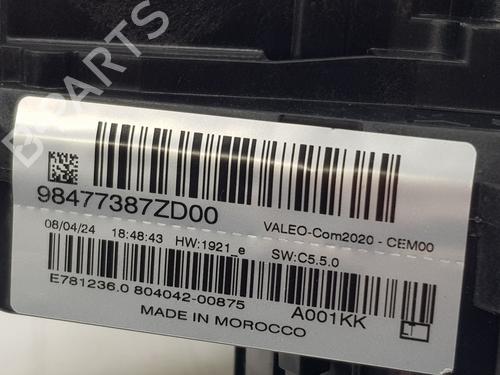 B-PARTS
98477387ZD00
VALEO-Com2020 - CEM00
08/04/24 18:48:43 HW:1921_e SW:C5.5.0
E781236.0 804042-00875 A001KK
MADE IN MOROCCO